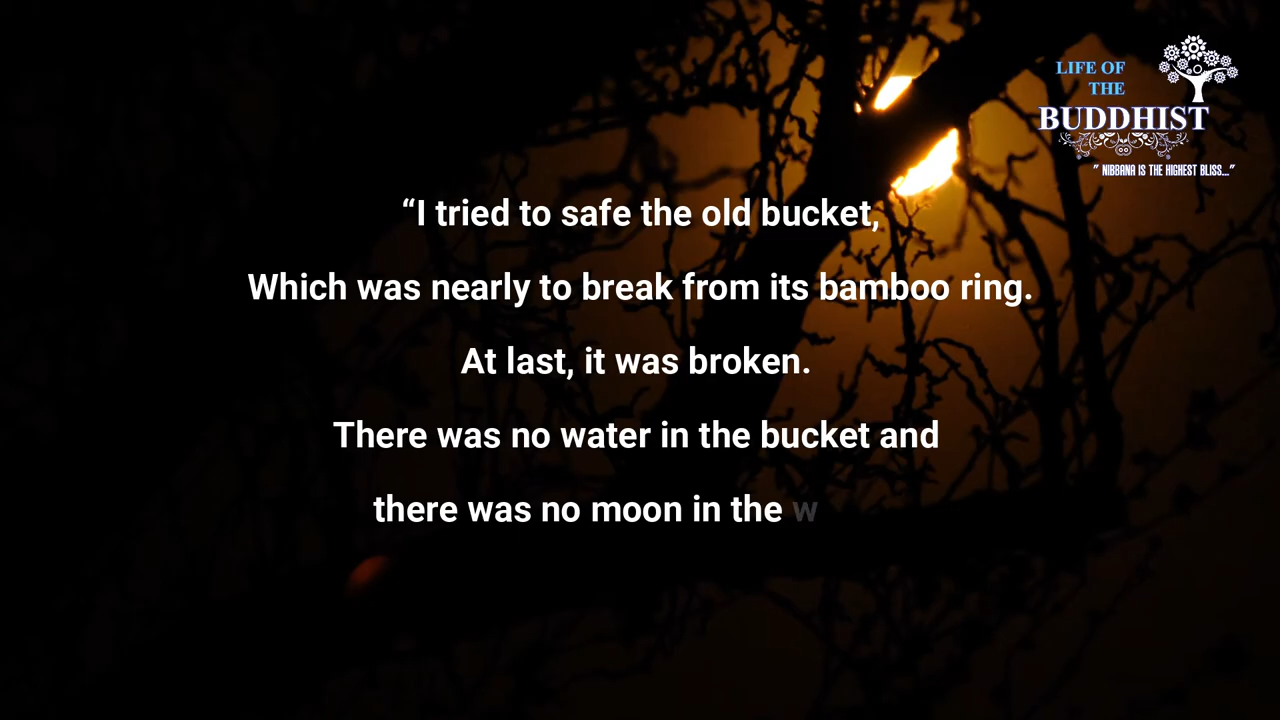 LIFE OF
THE
BUDDHIST
" NIBBANA IS THE HIGHEST BLISS..."
“I tried to safe the old bucket,
Which was nearly to break from its bamboo ring.
At last, it was broken.
There was no water in the bucket and
there was no moon in the w